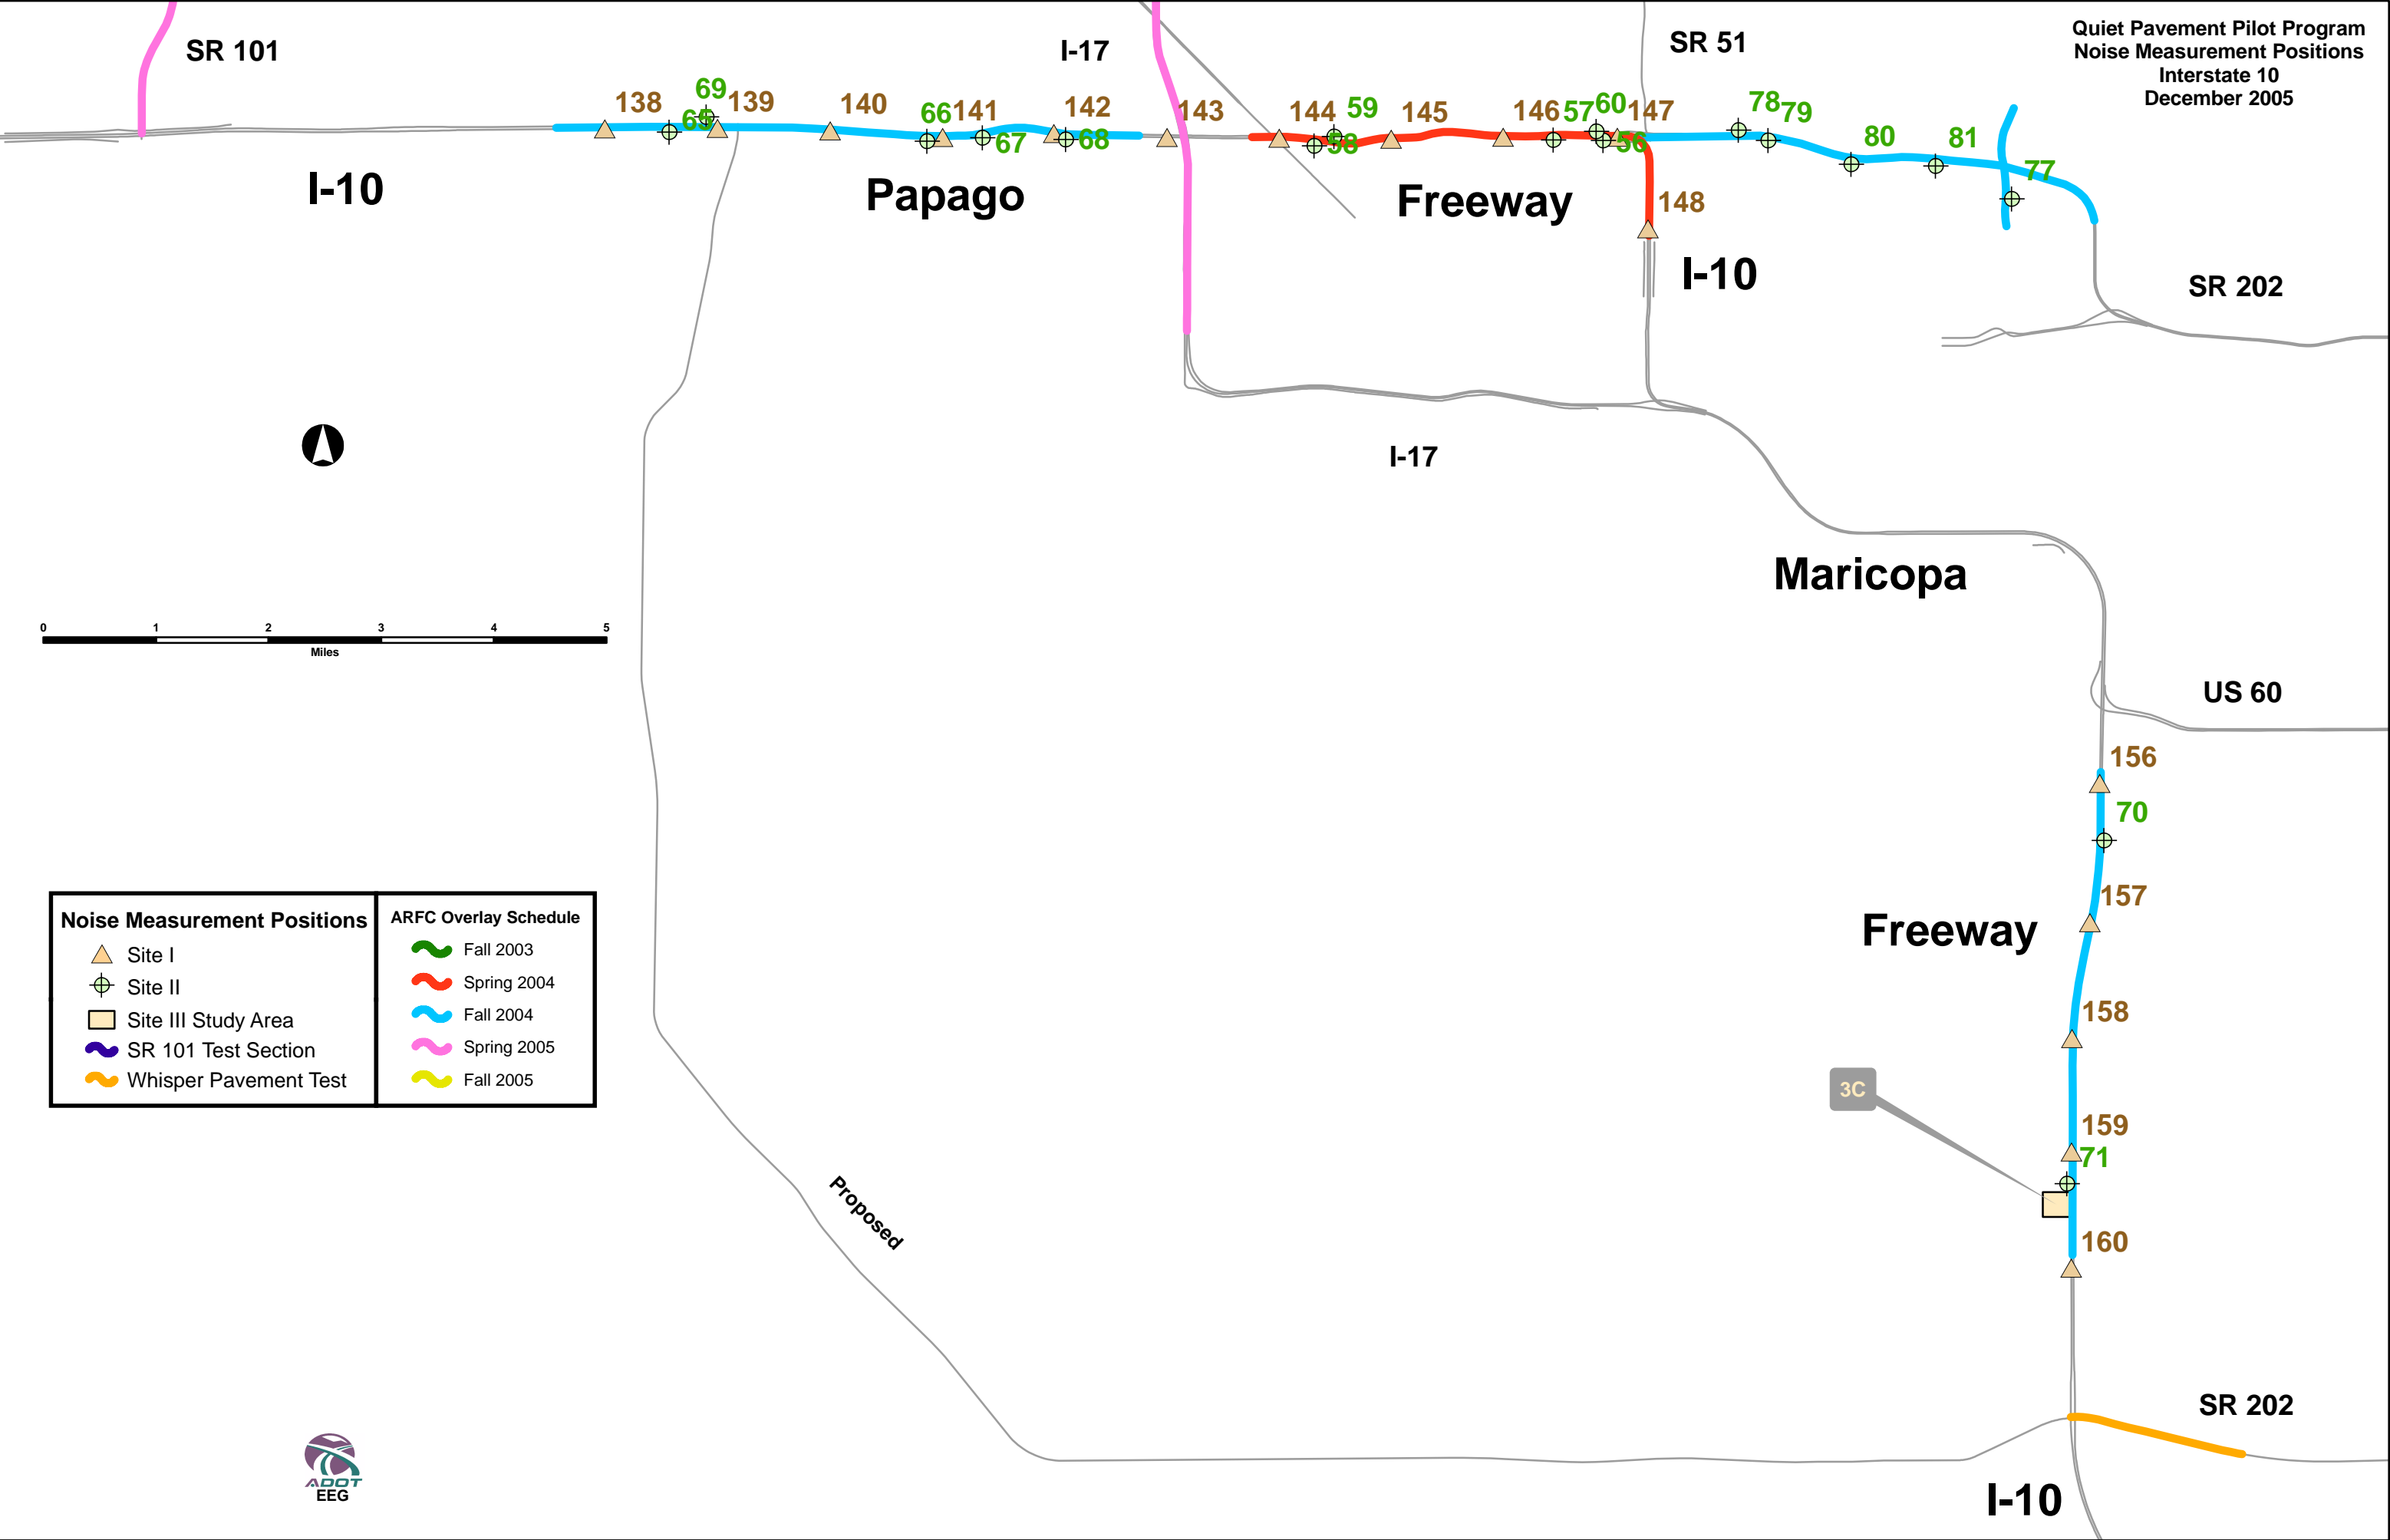 Quiet Pavement Pilot Program
Noise Measurement Positions
Interstate 10
December 2005
SR 101
I-17
SR 51
138
69
65
139
140
66
141
67
142
68
143
144
59
58
145
146
57
60
56
147
78
79
80
81
77
148
I-10
Papago
Freeway
I-10
SR 202
I-17
Maricopa
0 1 2 3 4 5
Miles
US 60
156
70
157
Freeway
158
3C
159
71
160
Noise Measurement Positions
Site I
Site II
Site III Study Area
SR 101 Test Section
Whisper Pavement Test
ARFC Overlay Schedule
Fall 2003
Spring 2004
Fall 2004
Spring 2005
Fall 2005
Proposed
SR 202
I-10
ADOT
EEG